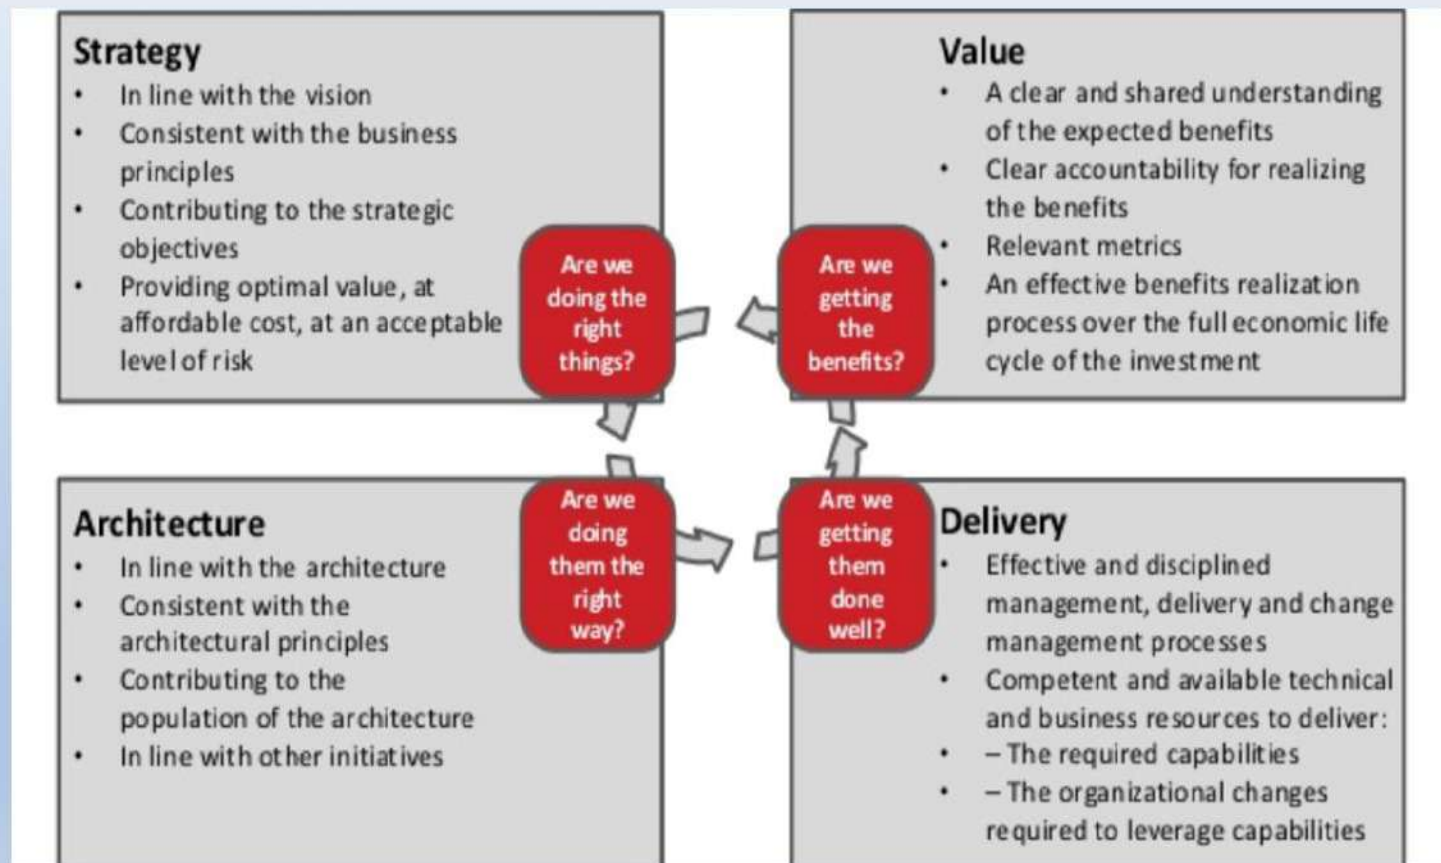 Strategy
• In line with the vision
• Consistent with the business
principles
• Contributing to the strategic
objectives
• Providing optimal value, at
affordable cost, at an acceptable
level of risk
Are we
doing the
right
things?
Value
• A clear and shared understanding
of the expected benefits
• Clear accountability for realizing
the benefits
• Relevant metrics
• An effective benefits realization
process over the full economic life
cycle of the investment
Are we
getting
the
benefits?
Architecture
• In line with the architecture
• Consistent with the
architectural principles
• Contributing to the
population of the architecture
• In line with other initiatives
Are we
doing
them the
right
way?
Are we
getting
them
done
well?
Delivery
• Effective and disciplined
management, delivery and change
management processes
• Competent and available technical
and business resources to deliver:
• – The required capabilities
• – The organizational changes
required to leverage capabilities